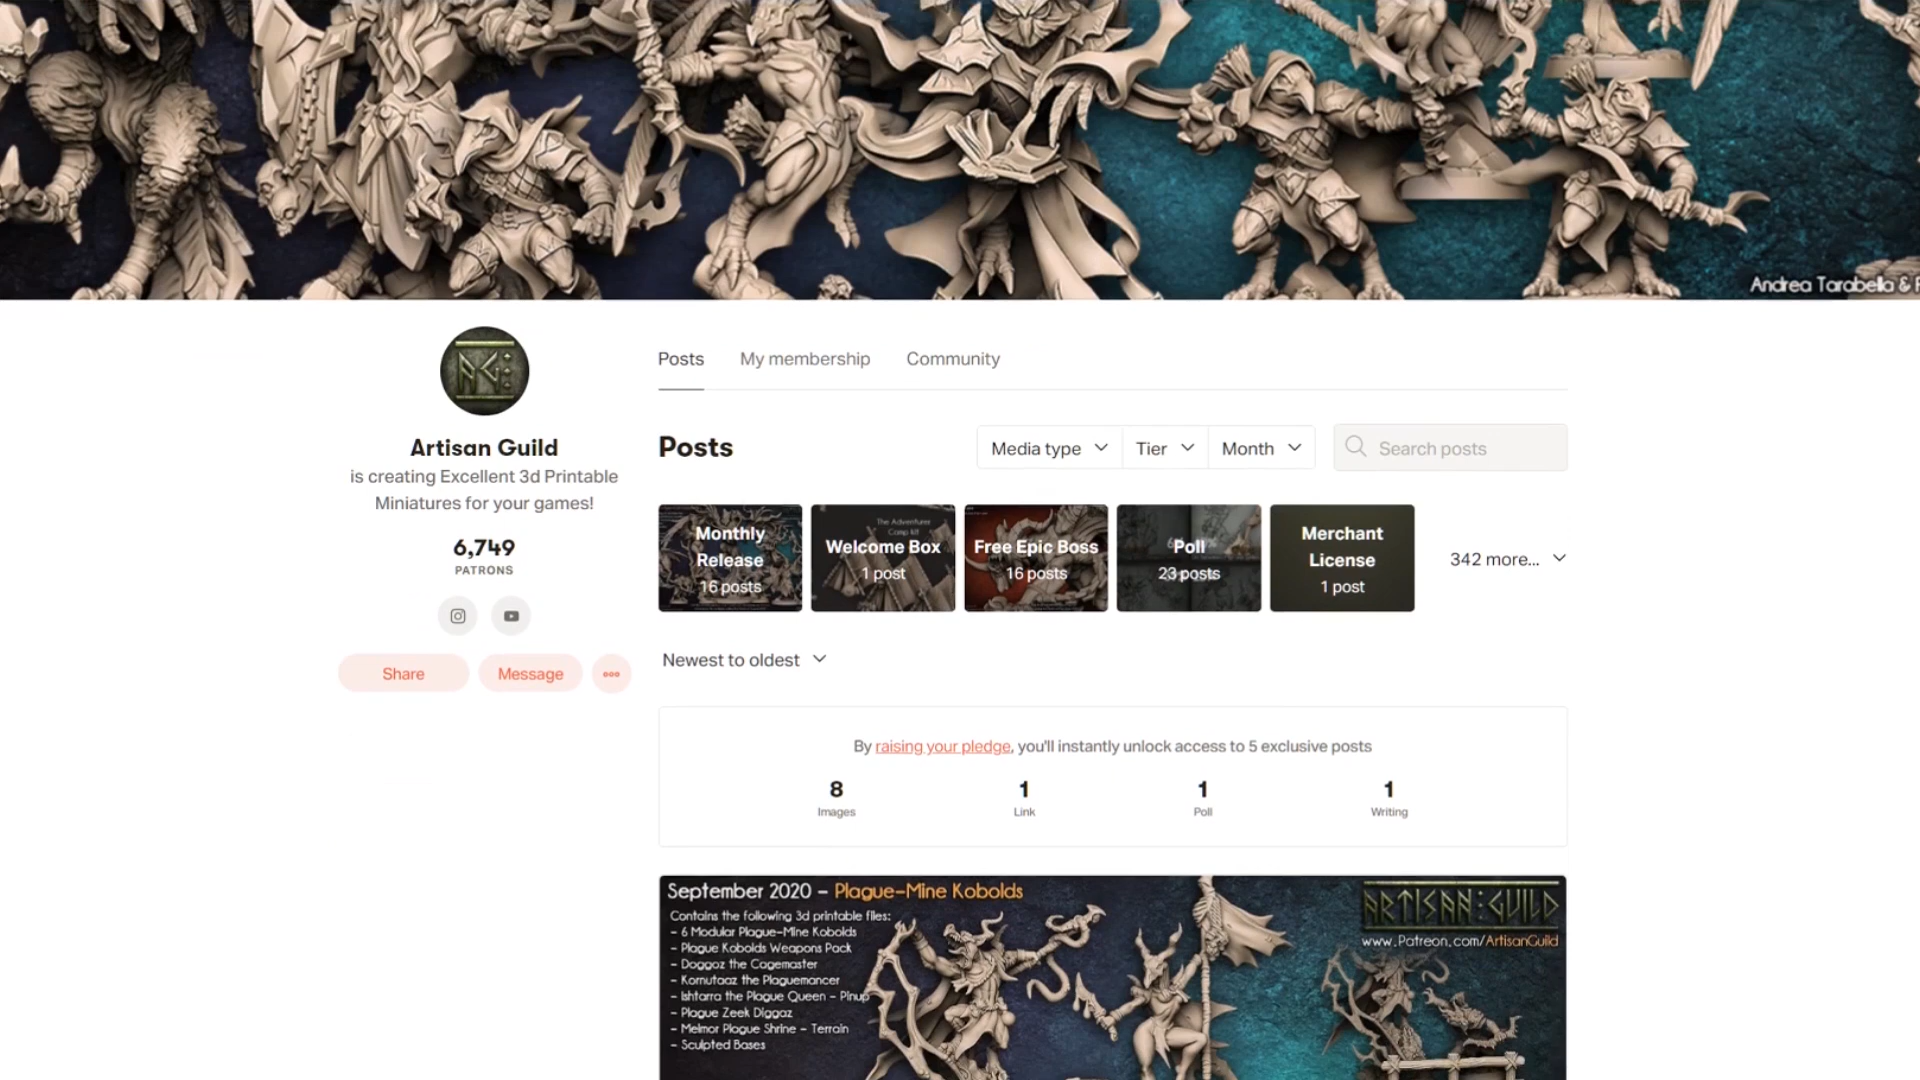 Andrea Tarabella &
Posts
My membership
Community
Artisan Guild
is creating Excellent 3d Printable
Miniatures for your games!
6,749
PATRONS
Share
Message
Posts
Media type
Tier
Month
Search posts
Monthly
Release
16 posts
The Adventurer
Camp kit
Welcome Box
1 post
Free Epic Boss
16 posts
Poll
23 posts
Merchant
License
1 post
342 more...
Newest to oldest
By raising your pledge, you'll instantly unlock access to 5 exclusive posts
8
Images
1
Link
1
Poll
1
Writing
September 2020 - Plague-Mine Kobolds
Contains the following 3d printable files:
- 6 Modular Plague-Mine Kobolds
- Plague Kobolds Weapons Pack
- Doggoz the Cagemaster
- Kornutaaz the Plaguemancer
- Ishtarra the Plague Queen - Pinup
- Plague Zeek Diggaz
- Melmor Plague Shrine - Terrain
- Sculpted Bases
ARTISAN:GUILD
www.Patreon.com/ArtisanGuild